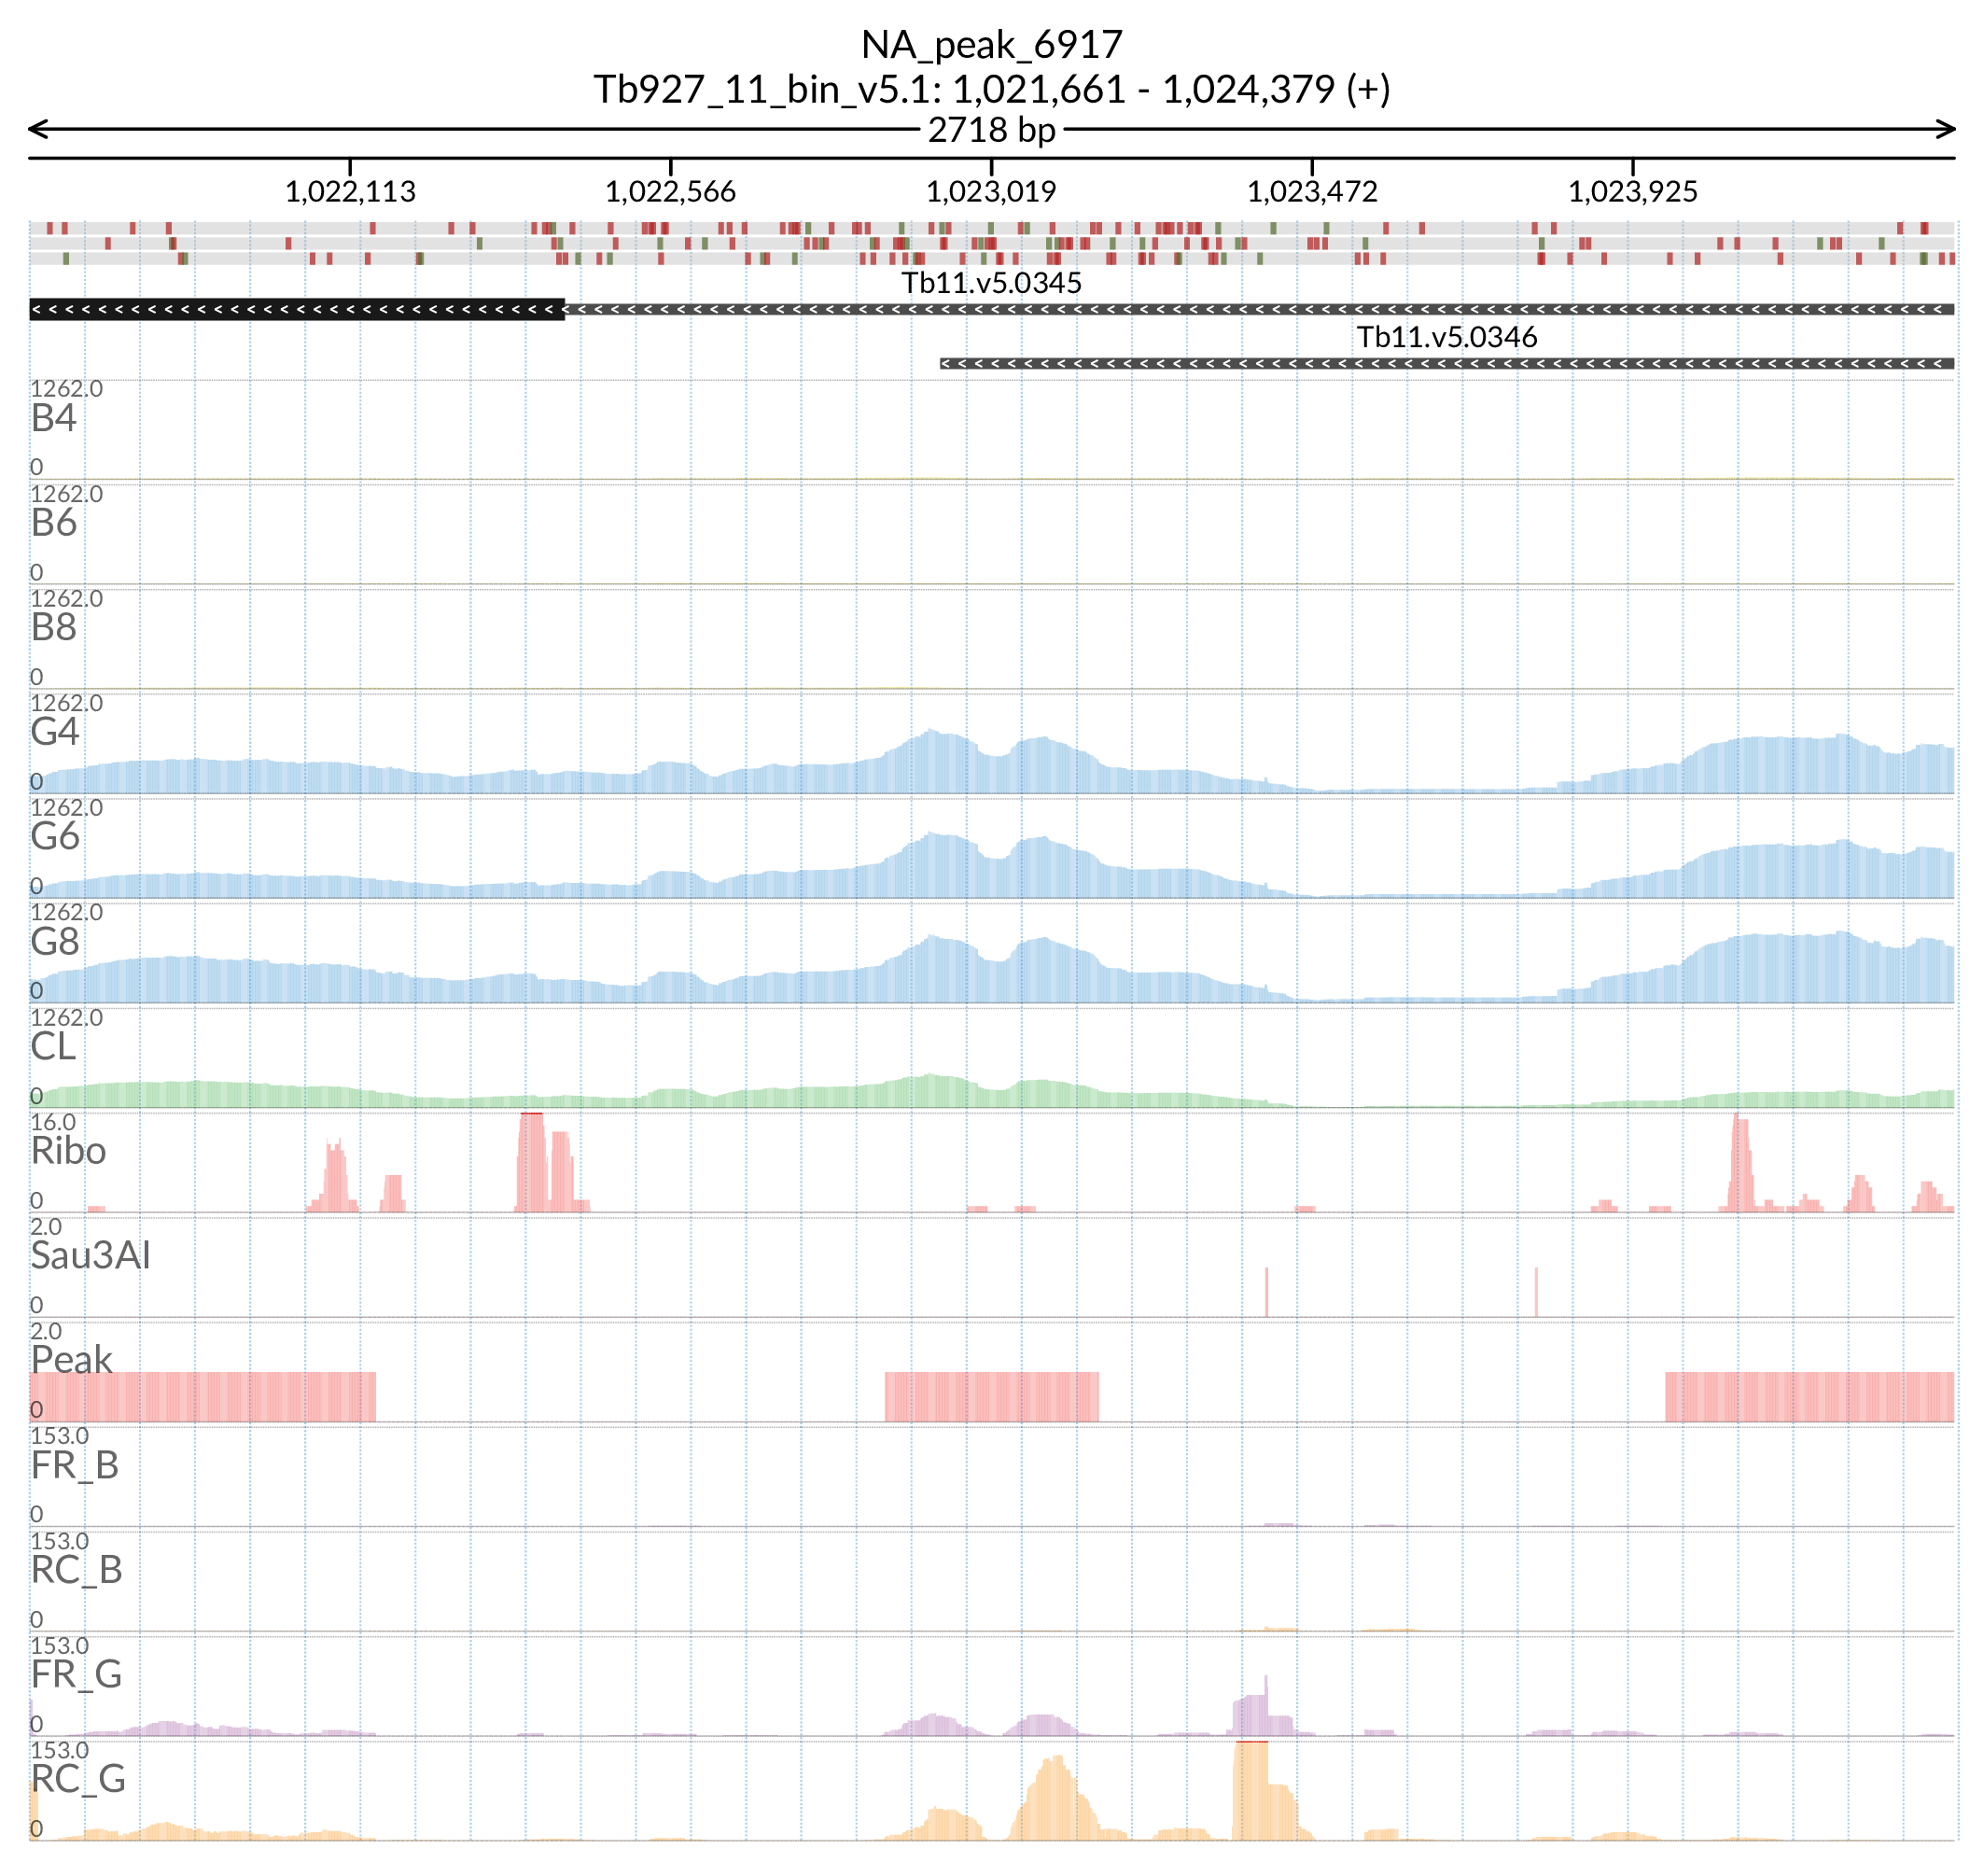 NA_peak_6917
Tb927_11_bin_v5.1: 1,021,661 - 1,024,379 (+)
2718 bp
1,022,113 1,022,566 1,023,019 1,023,472 1,023,925
Tb11.v5.0345
Tb11.v5.0346
1262.0
B4
0
1262.0
B6
0
1262.0
B8
0
1262.0
G4
0
1262.0
G6
0
1262.0
G8
0
1262.0
CL
0
16.0
Ribo
0
2.0
Sau3AI
0
2.0
Peak
0
153.0
FR_B
0
153.0
RC_B
0
153.0
FR_G
0
153.0
RC_G
0